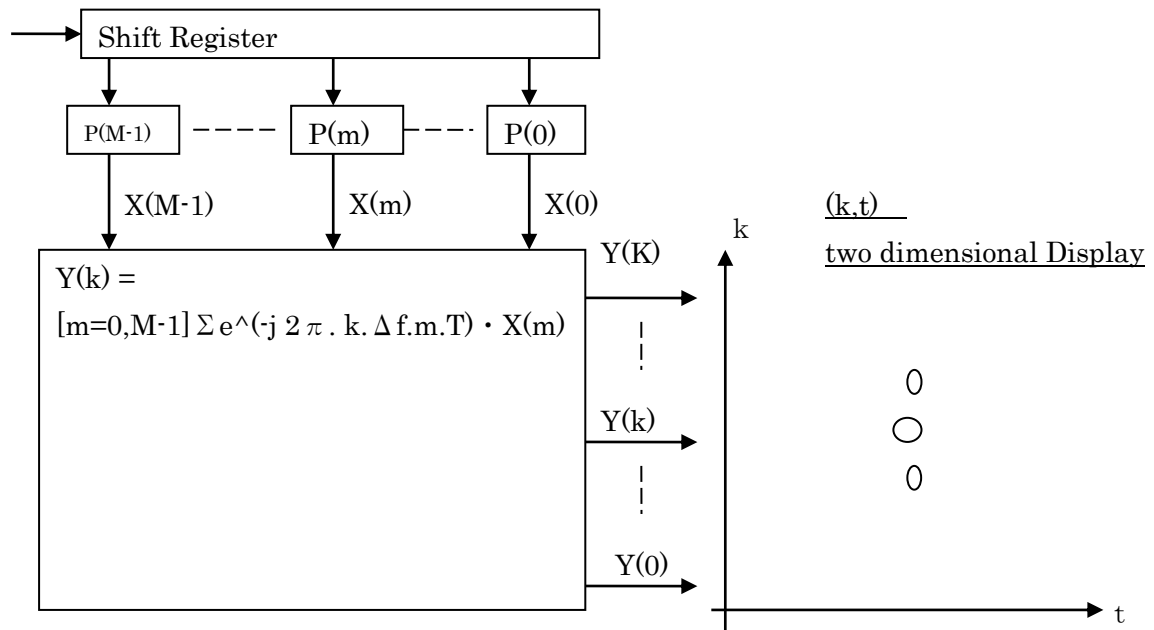 Shift Register
P(M-1)
P(m)
P(0)
X(M-1)
X(m)
X(0)
(k,t)
two dimensional Display
k
Y(K)
Y(k) =
[m=0,M-1] Σ e^(-j 2 π . k. Δ f.m.T) ・ X(m)
Y(k)
Y(0)
t